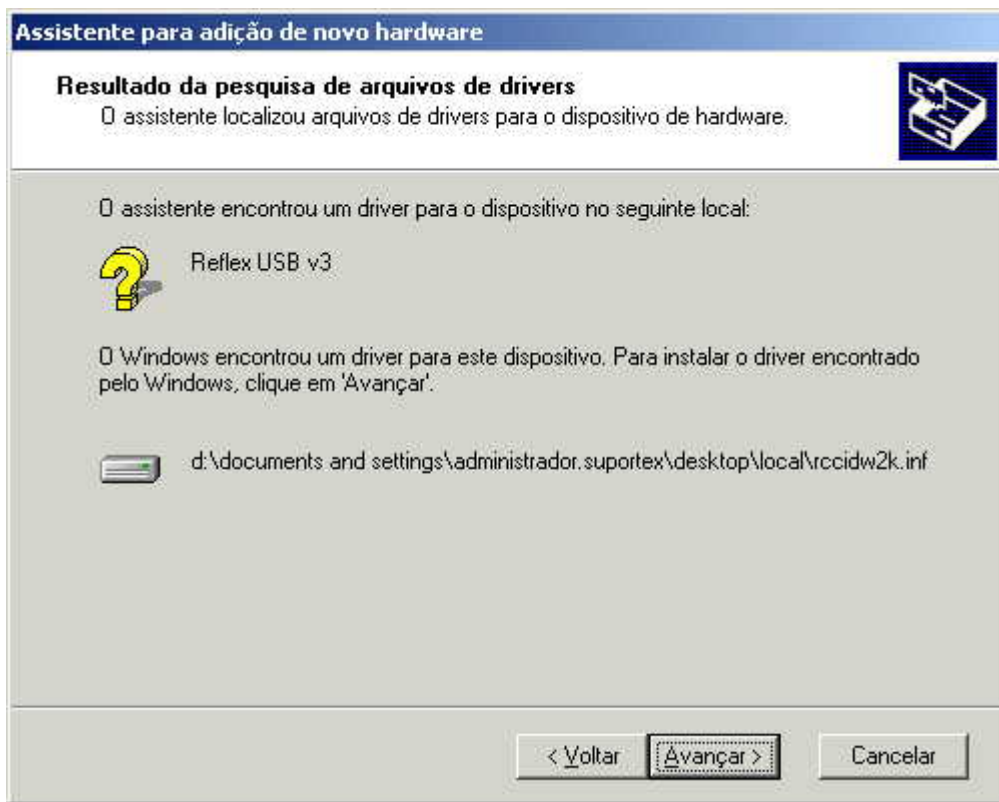 Assistente para adição de novo hardware
Resultado da pesquisa de arquivos de drivers
O assistente localizou arquivos de drivers para o dispositivo de hardware.
O assistente encontrou um driver para o dispositivo no seguinte local:
Reflex USB v3
O Windows encontrou um driver para este dispositivo. Para instalar o driver encontrado
pelo Windows, clique em 'Avançar'.
d:\documents and settings\administrador.suportex\desktop\local\rccidw2k.inf
< Voltar Avançar > Cancelar